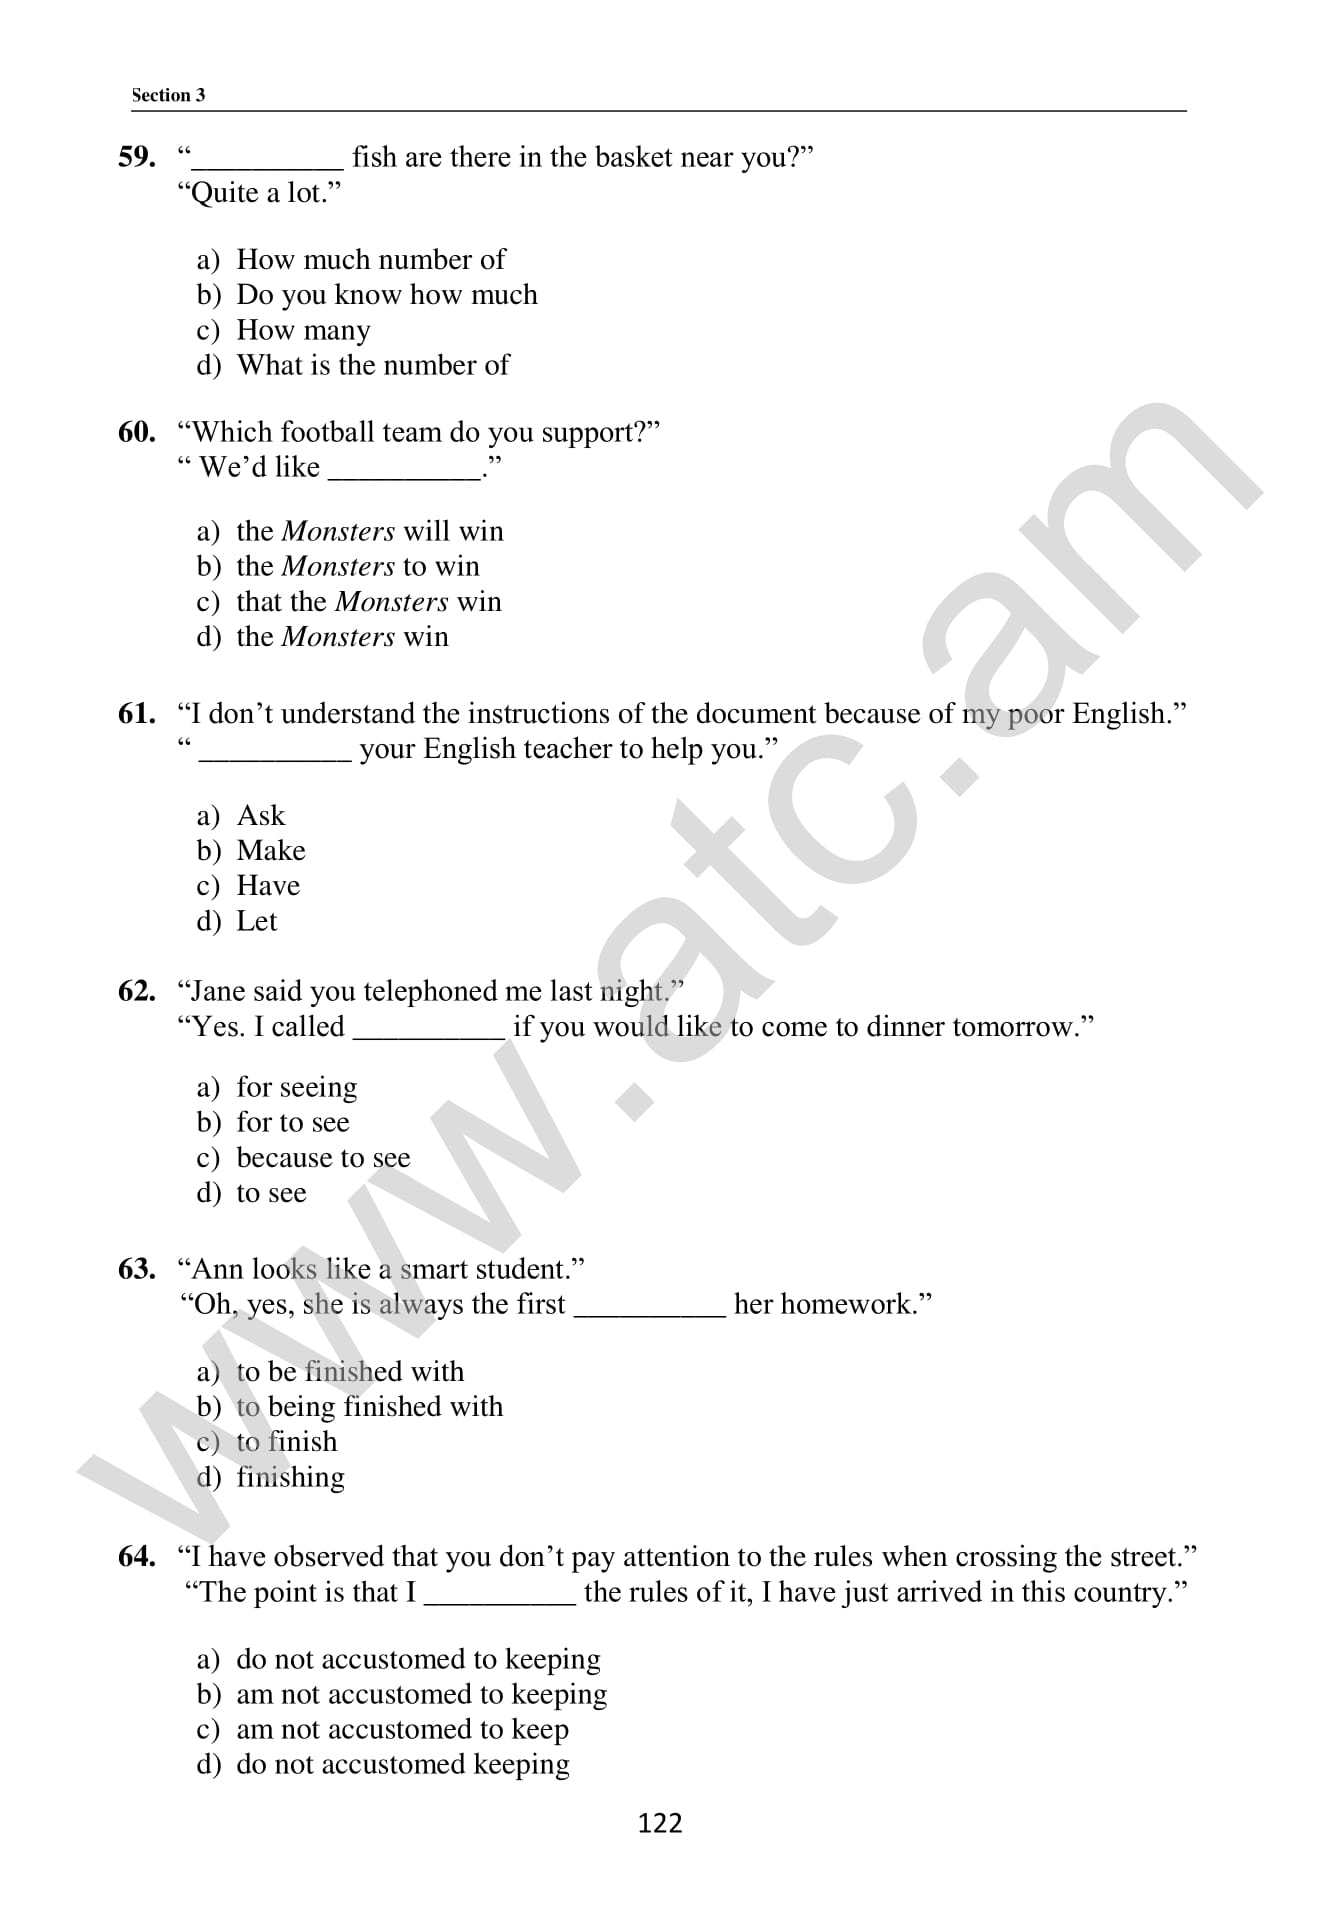 Section 3
59. “__________ fish are there in the basket near you?”
“Quite a lot.”
a) How much number of
b) Do you know how much
c) How many
d) What is the number of
60. “Which football team do you support?”
“ We’d like __________.”
a) the Monsters will win
b) the Monsters to win
c) that the Monsters win
d) the Monsters win
61. “I don’t understand the instructions of the document because of my poor English.”
“ __________ your English teacher to help you.”
a) Ask
b) Make
c) Have
d) Let
62. “Jane said you telephoned me last night.”
“Yes. I called __________ if you would like to come to dinner tomorrow.”
a) for seeing
b) for to see
c) because to see
d) to see
63. “Ann looks like a smart student.”
“Oh, yes, she is always the first __________ her homework.”
a) to be finished with
b) to being finished with
c) to finish
d) finishing
64. “I have observed that you don’t pay attention to the rules when crossing the street.”
“The point is that I __________ the rules of it, I have just arrived in this country.”
a) do not accustomed to keeping
b) am not accustomed to keeping
c) am not accustomed to keep
d) do not accustomed keeping
122
www.atc.am